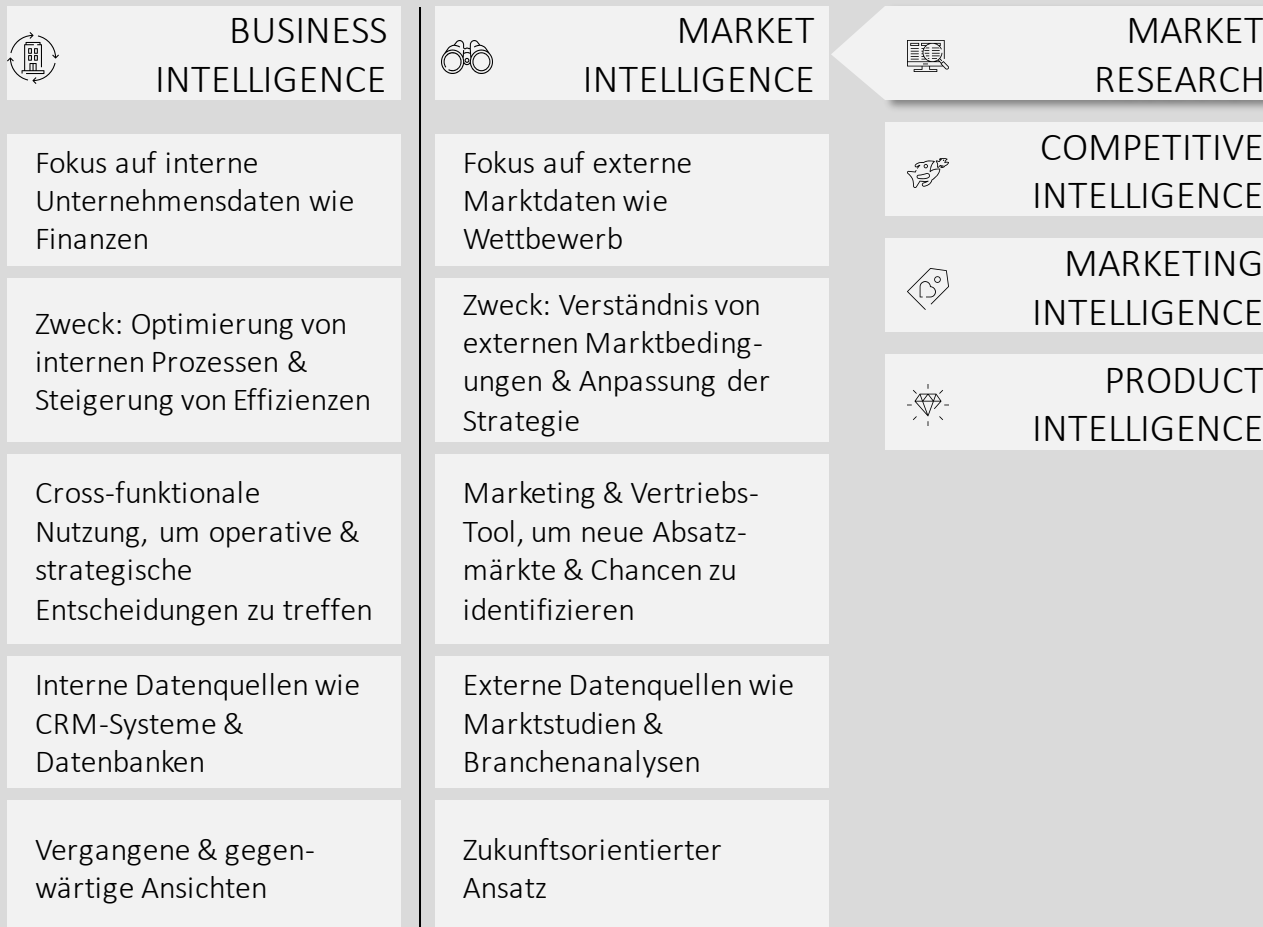 BUSINESS
INTELLIGENCE
Fokus auf interne
Unternehmensdaten wie
Finanzen
Zweck: Optimierung von
internen Prozessen &
Steigerung von Effizienzen
Cross-funktionale
Nutzung, um operative &
strategische
Entscheidungen zu treffen
Interne Datenquellen wie
CRM-Systeme &
Datenbanken
Vergangene & gegen-
wärtige Ansichten
MARKET
INTELLIGENCE
Fokus auf externe
Marktdaten wie
Wettbewerb
Zweck: Verständnis von
externen Marktbeding-
ungen & Anpassung der
Strategie
Marketing & Vertriebs-
Tool, um neue Absatz-
märkte & Chancen zu
identifizieren
Externe Datenquellen wie
Marktstudien &
Branchenanalysen
Zukunftsorientierter
Ansatz
MARKET
RESEARCH
COMPETITIVE
INTELLIGENCE
MARKETING
INTELLIGENCE
PRODUCT
INTELLIGENCE